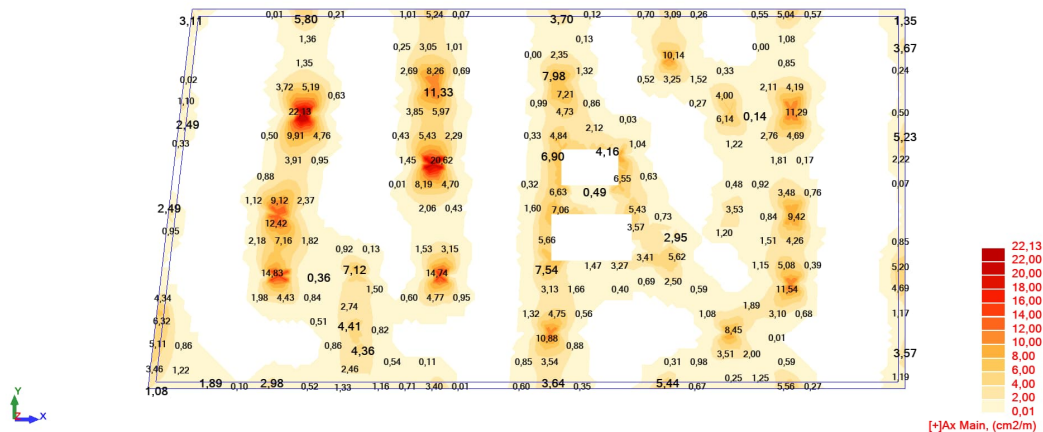 0,01 0,21 1,01 5,24 0,07 0,12 0,70 3,09 0,26 0,55 5,04 0,57
3,11 5,80 3,70 1,35
1,36 0,13 1,08
0,25 3,05 1,01 0,00 3,67
0,00 2,35 10,14
1,35 0,85
2,69 8,26 0,69 1,32 0,33 0,24
0,02 7,98 0,52 3,25 1,52
3,72 5,19 2,11 4,19
0,63 11,33 4,73 4,00
1,10 0,99 0,86 0,27
22,13 3,85 5,97 4,21 6,14 0,14 11,29 0,50
2,49 2,12 0,03
0,50 9,91 4,76 0,43 5,43 2,29 0,33 4,84 2,76 4,69 5,23
0,33 1,04 1,22
3,91 0,95 1,45 20,62 6,90 4,16 1,81 0,17 2,22
0,88 6,55 0,63
0,01 8,19 4,70 0,32 0,48 0,92 0,07
6,63 0,49 3,48 0,76
1,12 9,12 2,37
2,49 2,06 0,43 1,60 7,06 5,43 3,53
0,73 0,84 9,42
12,42 3,57
0,95 1,20
2,18 7,16 1,82 5,66 2,95 1,51 4,26 0,85
0,92 0,13 1,53 3,15
3,41 5,62
7,12 7,54 1,47 3,27 1,15 5,08 0,39 5,20
14,83 0,36 14,74
0,69 2,50
1,50 3,13 1,66 0,40 0,59 11,54 4,69
4,34 1,98 4,43 0,84 0,60 4,77 0,95
2,74 1,89
1,32 4,75 0,56 1,08 3,10 0,68 1,17
6,32 0,51 4,41 0,82 8,45
10,88 0,01
5,11 0,86 0,86 4,36 0,88
3,51 2,00 3,57
0,54 0,11 0,85 3,54 0,31 0,98 0,59
3,46 1,22 2,46
0,25 1,25 1,19
1,89 2,98 3,64 5,44
1,08 0,10 0,52 1,33 1,16 0,71 3,40 0,01 0,60 0,35 0,67 5,56 0,27
22,13
22,00
20,00
18,00
16,00
14,00
12,00
10,00
8,00
6,00
4,00
2,00
0,01
[+]Ax Main, (cm2/m)
Y
Z
X